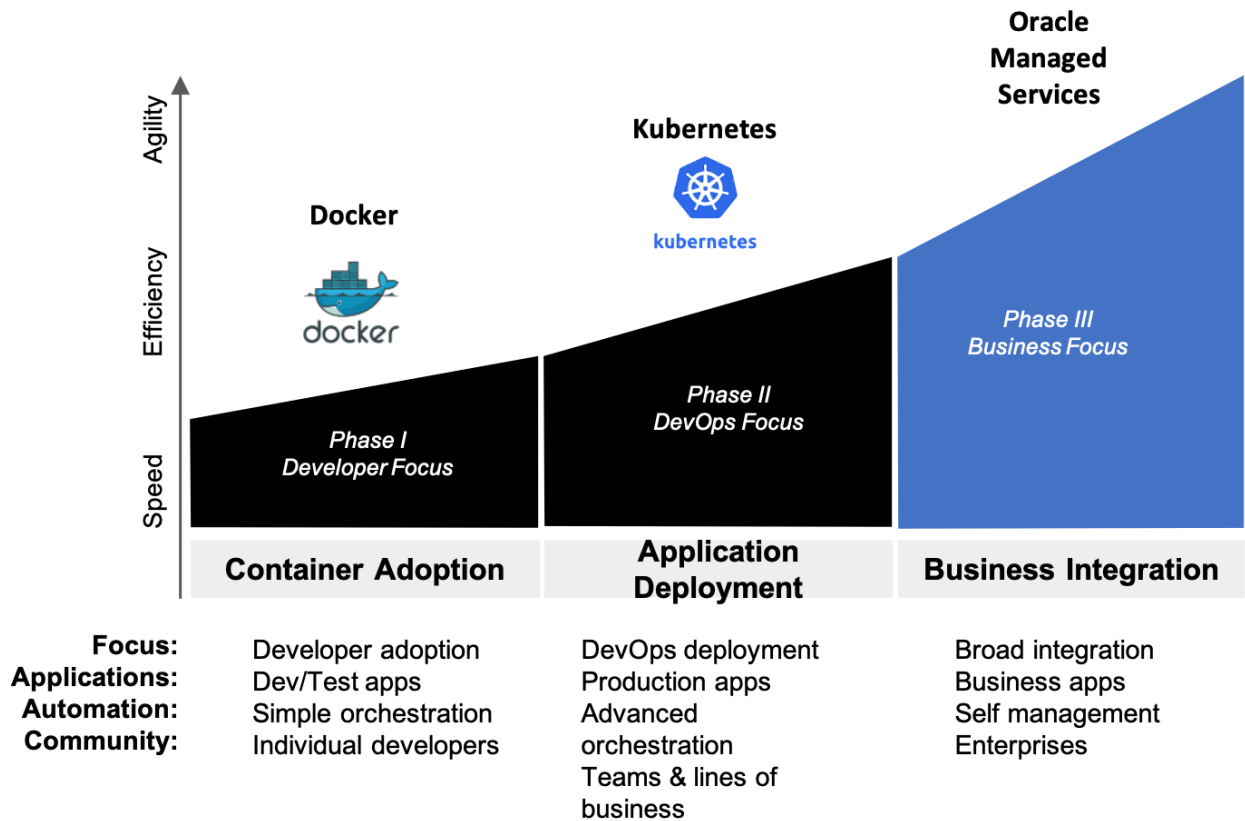 Oracle
Managed
Services
Kubernetes
kubernetes
Docker
docker
Agility
Efficiency
Speed
Phase I
Developer Focus
Phase II
DevOps Focus
Phase III
Business Focus
Container Adoption
Application
Deployment
Business Integration
Focus:
Applications:
Automation:
Community:
Developer adoption
Dev/Test apps
Simple orchestration
Individual developers
DevOps deployment
Production apps
Advanced
orchestration
Teams & lines of
business
Broad integration
Business apps
Self management
Enterprises